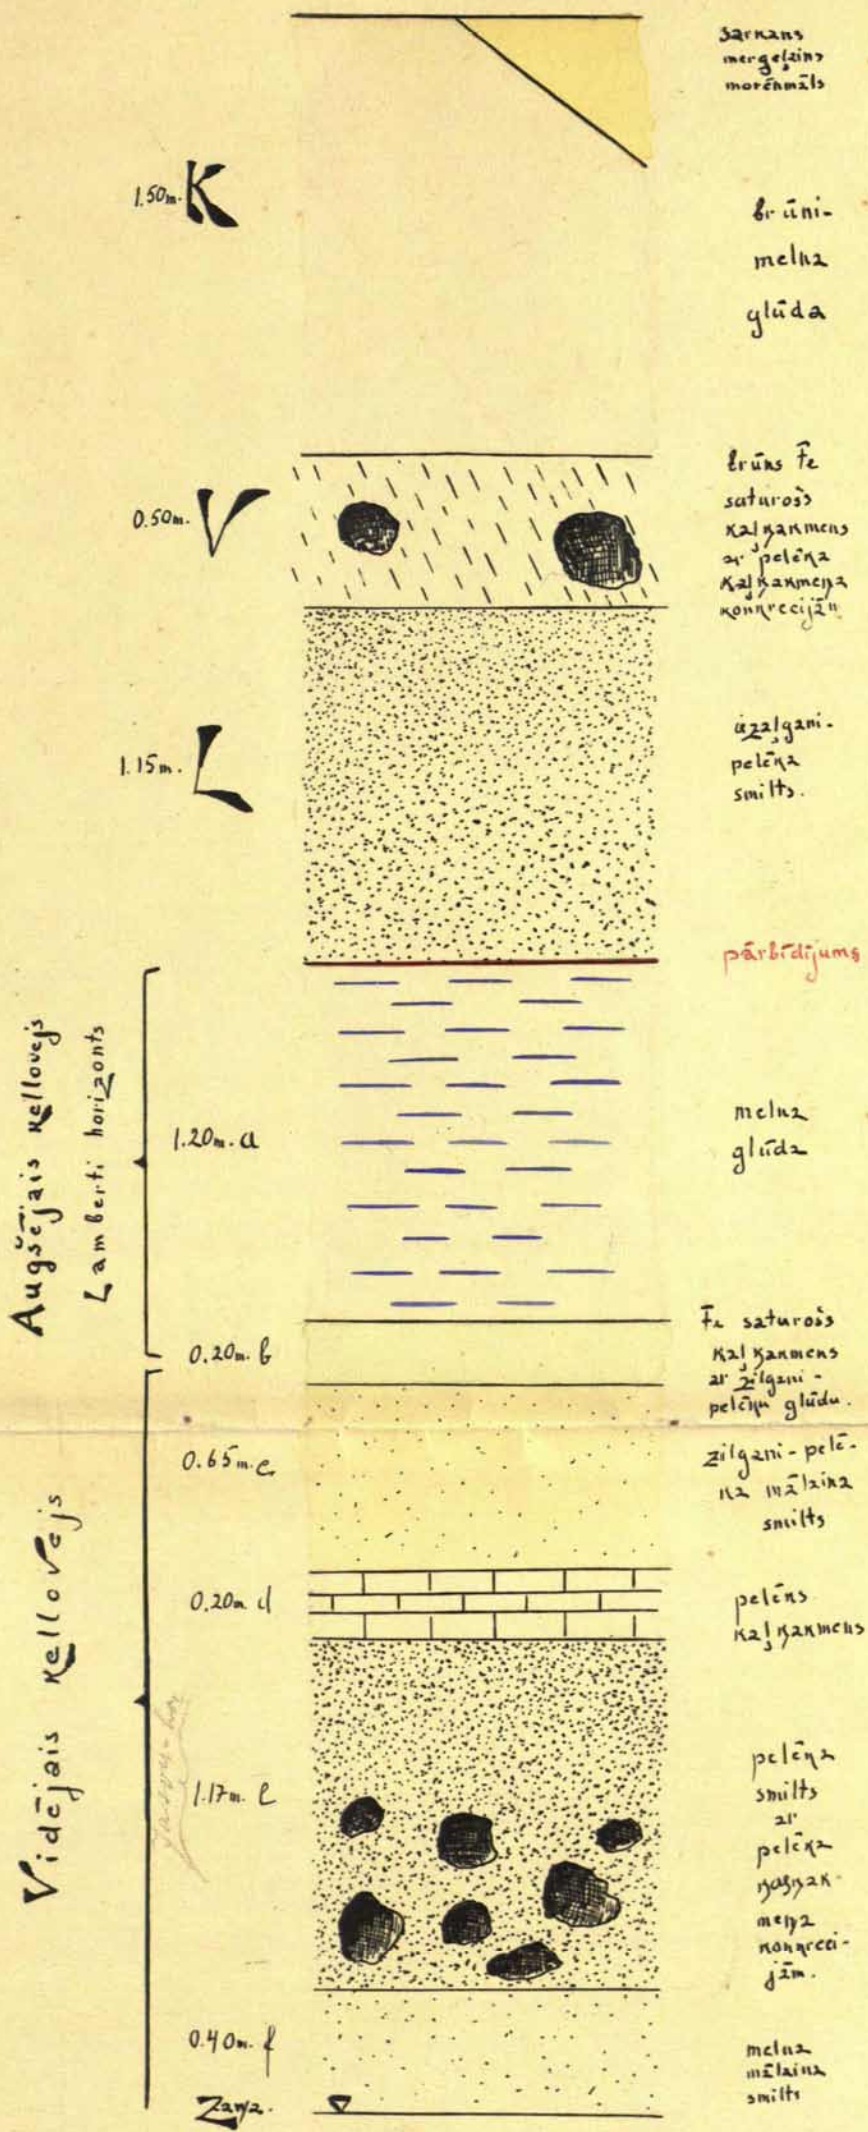 sarkans
mergeļains
morēnmāls
1.50m. K
brūni-
melna
glūda
0.50m. V
brūns Fe
saturošs
kaļķakmens
ar pelēka
kaļķakmeņa
konkrecijām
1.15m. L
iezaļgani-
pelēka
smilts.
pārbīdījums
Augšējais kellovejs
Lamberti horizonts
1.20m. a
melna
glūda
0.20m. b
Fe saturošs
kaļķakmens
ar zilgani-
pelēku glūdu.
Vidējais kellovejs
0.65m. c
zilgani-pelē-
ka mālaina
smilts
0.20m d
pelēks
kaļķakmens
1.17m. e
pelēka
smilts
ar
pelēka
kaļķak-
meņa
konkreci-
jām.
0.40m. f
melna
mālaina
smilts
Zaņa.